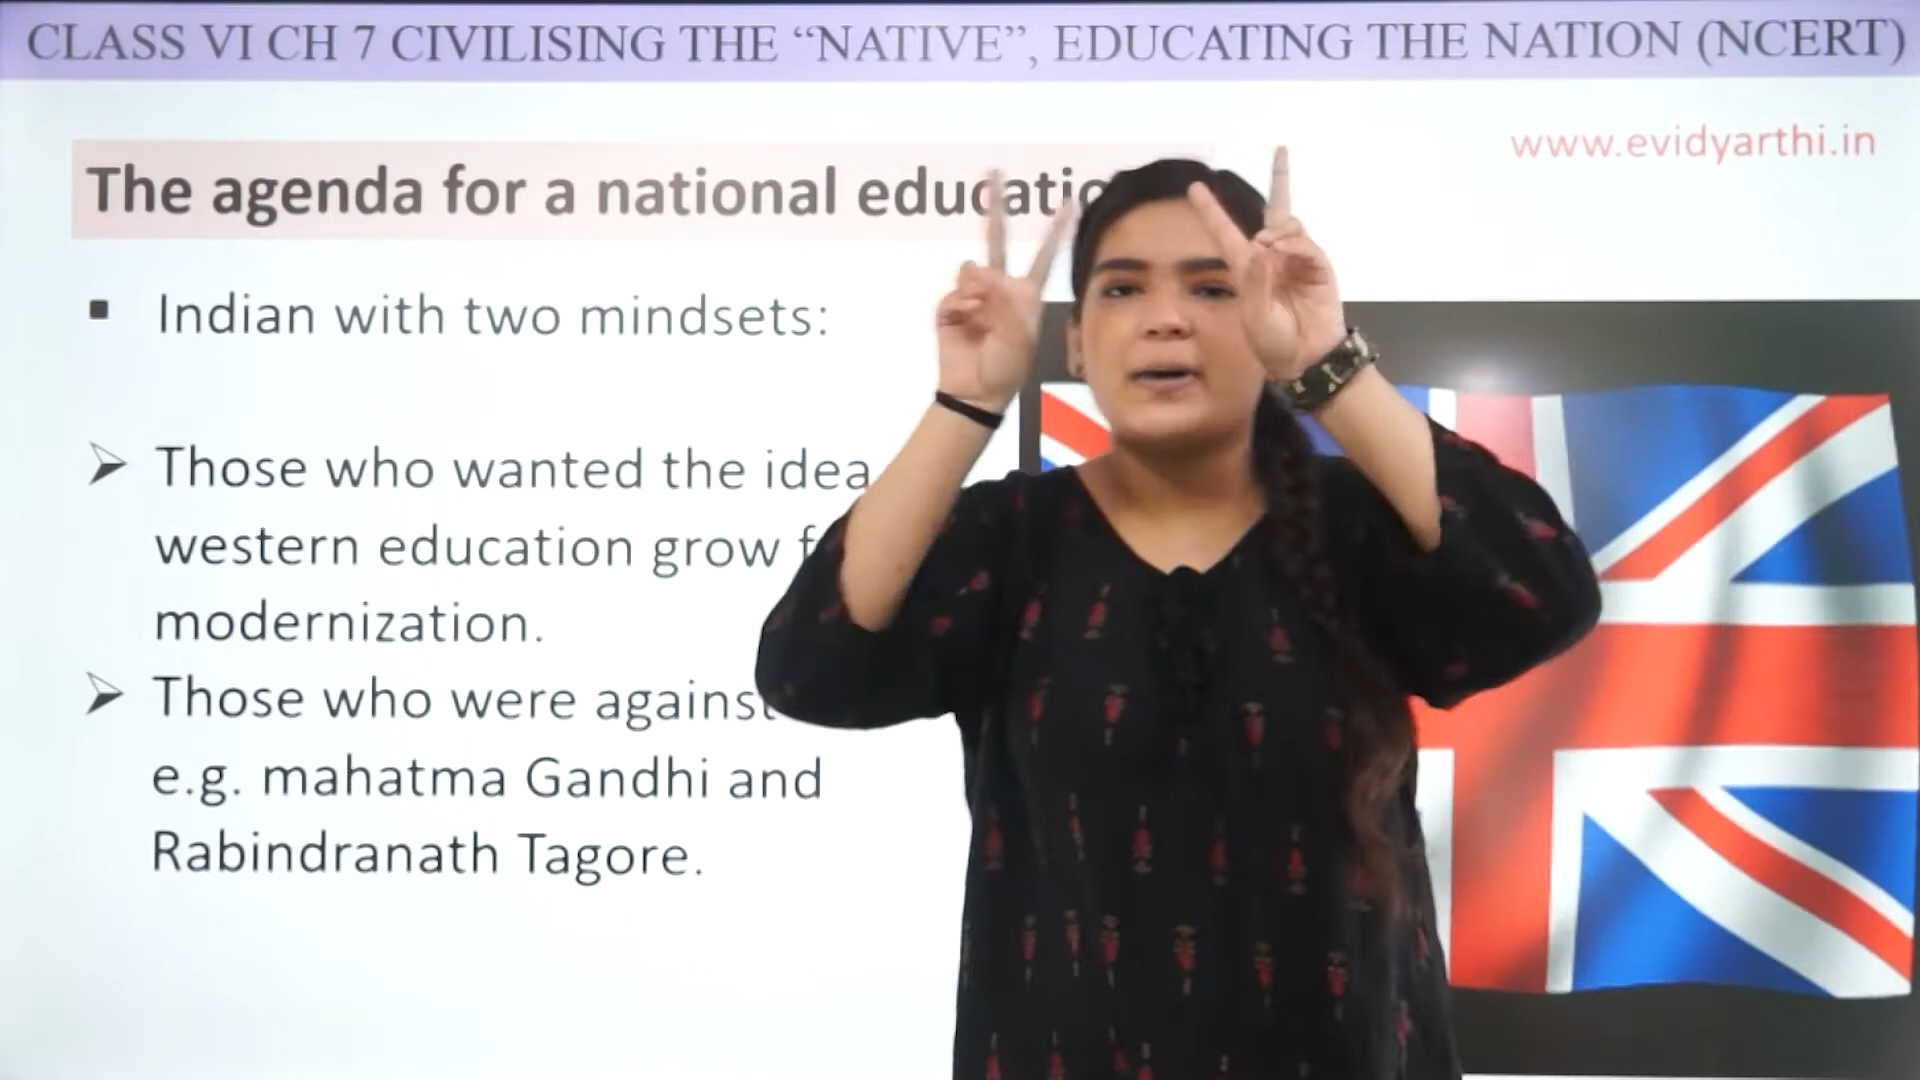 CLASS VI CH 7 CIVILISING THE “NATIVE”, EDUCATING THE NATION (NCERT)
www.evidyarthi.in
The agenda for a national
▪ Indian with two mindsets:
➢ Those who wanted the idea
western education grow
modernization.
➢ Those who were against
e.g. mahatma Gandhi and
Rabindranath Tagore.